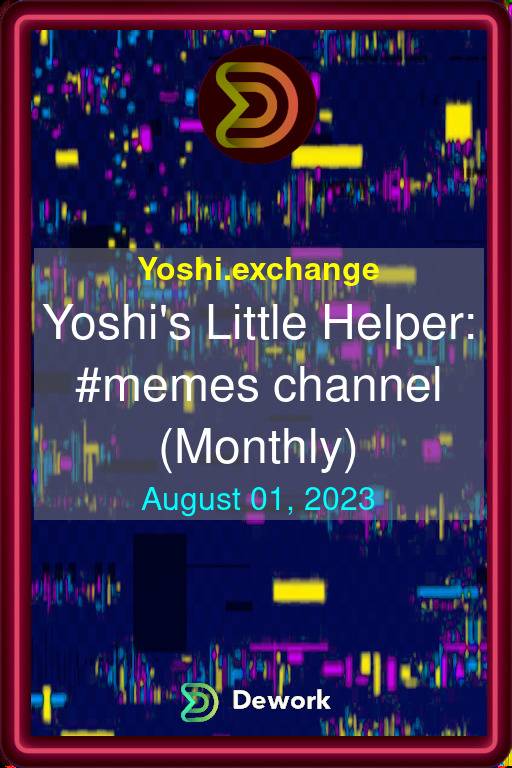 Yoshi.exchange
Yoshi's Little Helper:
#memes channel
(Monthly)
August 01, 2023
Dework